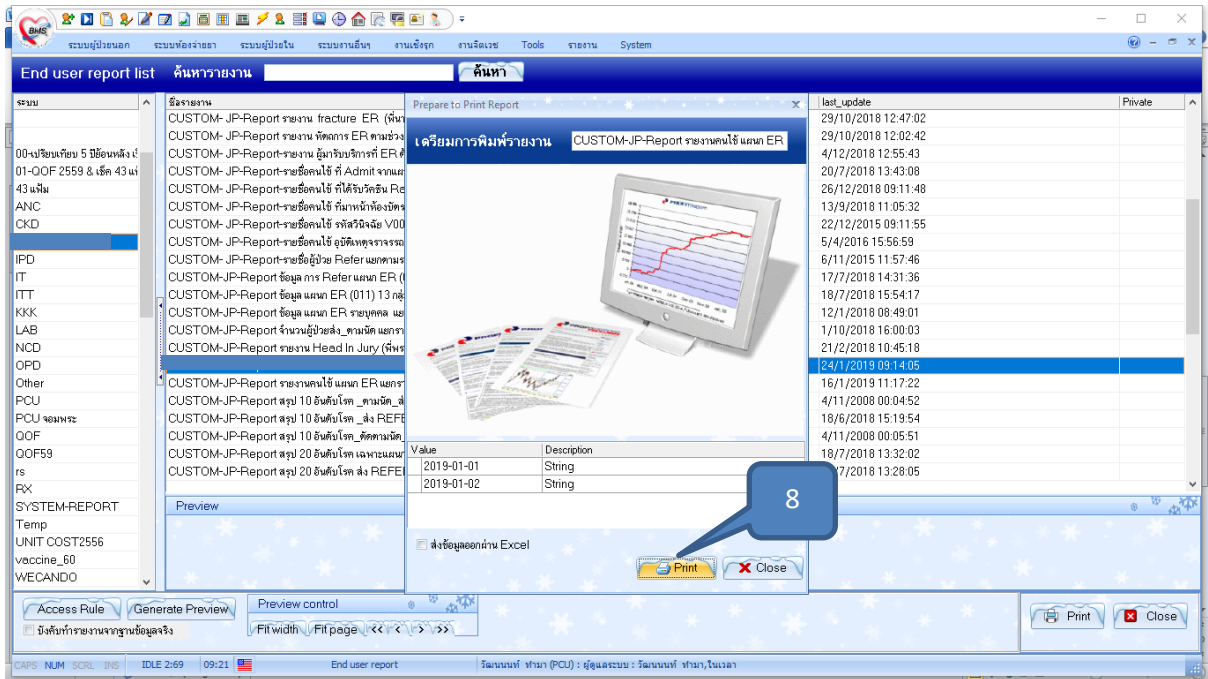 BMS
ระบบผู้ป่วยนอก ระบบห้องจ่ายยา ระบบผู้ป่วยใน ระบบงานอื่นๆ งานเชิงรุก งานจิตเวช Tools รายงาน System
End user report list ค้นหารายงาน ค้นหา
ระบบ ชื่อรายงาน last_update Private
Prepare to Print Report
CUSTOM- JP-Report รายงาน fracture ER 29/10/2018 12:47:02
CUSTOM- JP-Report รายงาน หัตถการ ER ตามช่วง 29/10/2018 12:02:42
เตรียมการพิมพ์รายงาน CUSTOM-JP-Report รายงานคนไข้ แผนก ER
00-เปรียบเทียบ 5 ปีย้อนหลัง CUSTOM- JP-Report-รายงาน ผู้มารับบริการที่ ER 4/12/2018 12:55:43
01-QOF 2559 & เช็ค 43 CUSTOM- JP-Report-รายชื่อคนไข้ ที่ Admit 20/7/2018 13:43:08
43 แฟ้ม CUSTOM- JP-Report-รายชื่อคนไข้ ที่ได้รับวัคซีน 26/12/2018 09:11:48
ANC CUSTOM- JP-Report-รายชื่อคนไข้ ที่มาหน้าห้องบัตร 13/9/2018 11:05:32
CKD CUSTOM- JP-Report-รายชื่อคนไข้ รหัสวินิจฉัย V00 22/12/2015 09:11:55
CUSTOM- JP-Report-รายชื่อคนไข้ อุบัติเหตุจราจร 5/4/2016 15:56:59
IPD CUSTOM- JP-Report-รายชื่อผู้ป่วย Refer แยกตาม 6/11/2015 11:57:46
IT CUSTOM-JP-Report ข้อมูล การ Refer แผนก ER 17/7/2018 14:31:36
ITT CUSTOM-JP-Report ข้อมูล แผนก ER (011) 13 18/7/2018 15:54:17
KKK CUSTOM-JP-Report ข้อมูล แผนก ER รายบุคคล 12/1/2018 08:49:01
LAB CUSTOM-JP-Report จำนวนผู้ป่วยส่ง_ตามนัด 1/10/2018 16:00:03
NCD CUSTOM-JP-Report รายงาน Head In Jury 21/2/2018 10:45:18
OPD 24/1/2019 09:14:05
Other CUSTOM-JP-Report รายงานคนไข้ แผนก ER 16/1/2019 11:17:22
PCU CUSTOM-JP-Report สรุป 10 อันดับโรค _ตามนัด_ 4/11/2008 00:04:52
PCU จอมพระ CUSTOM-JP-Report สรุป 10 อันดับโรค _ส่ง REFE 18/6/2018 15:19:54
QOF CUSTOM-JP-Report สรุป 10 อันดับโรค_ตัดตามนัด_ 4/11/2008 00:05:51
QOF59 CUSTOM-JP-Report สรุป 20 อันดับโรค เฉพาะแผนก 18/7/2018 13:32:02
rs CUSTOM-JP-Report สรุป 20 อันดับโรค ส่ง REFE /7/2018 13:28:05
Value Description
2019-01-01 String
2019-01-02 String
8
RX
SYSTEM-REPORT Preview
Temp
UNIT COST2556
ส่งข้อมูลออกผ่าน Excel
vaccine_60
Print Close
WECANDO
Access Rule Generate Preview Preview control
บังคับทำรายงานจากฐานข้อมูลจริง Fit width Fit page << < > >> Print Close
CAPS NUM SCRL INS IDLE 2:69 09:21 End user report วัฒนนท์ ทำมา (PCU) : ผู้ดูแลระบบ : วัฒนนนท์ ทำมา,ในเวลา